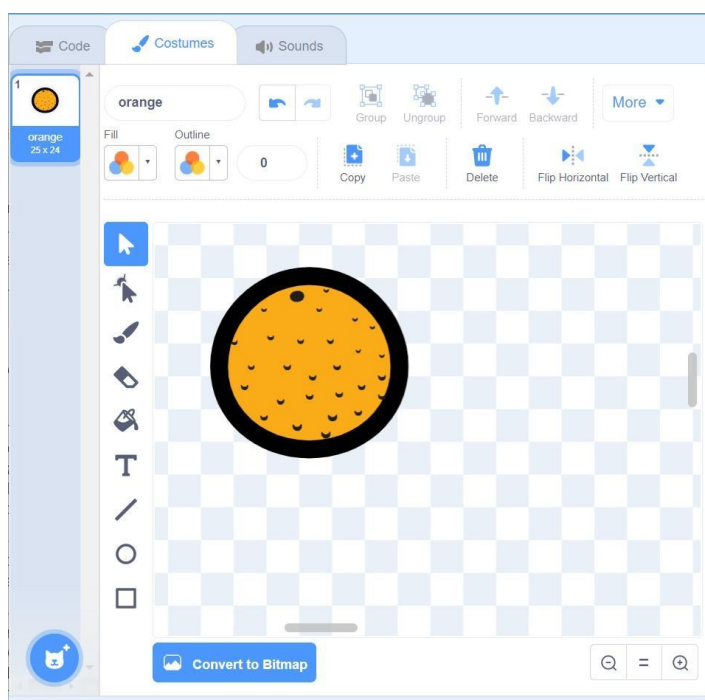 Code
Costumes
Sounds
1
orange
25 x 24
orange
Group
Ungroup
Forward
Backward
More
Fill
Outline
0
Copy
Paste
Delete
Flip Horizontal
Flip Vertical
T
Convert to Bitmap
=